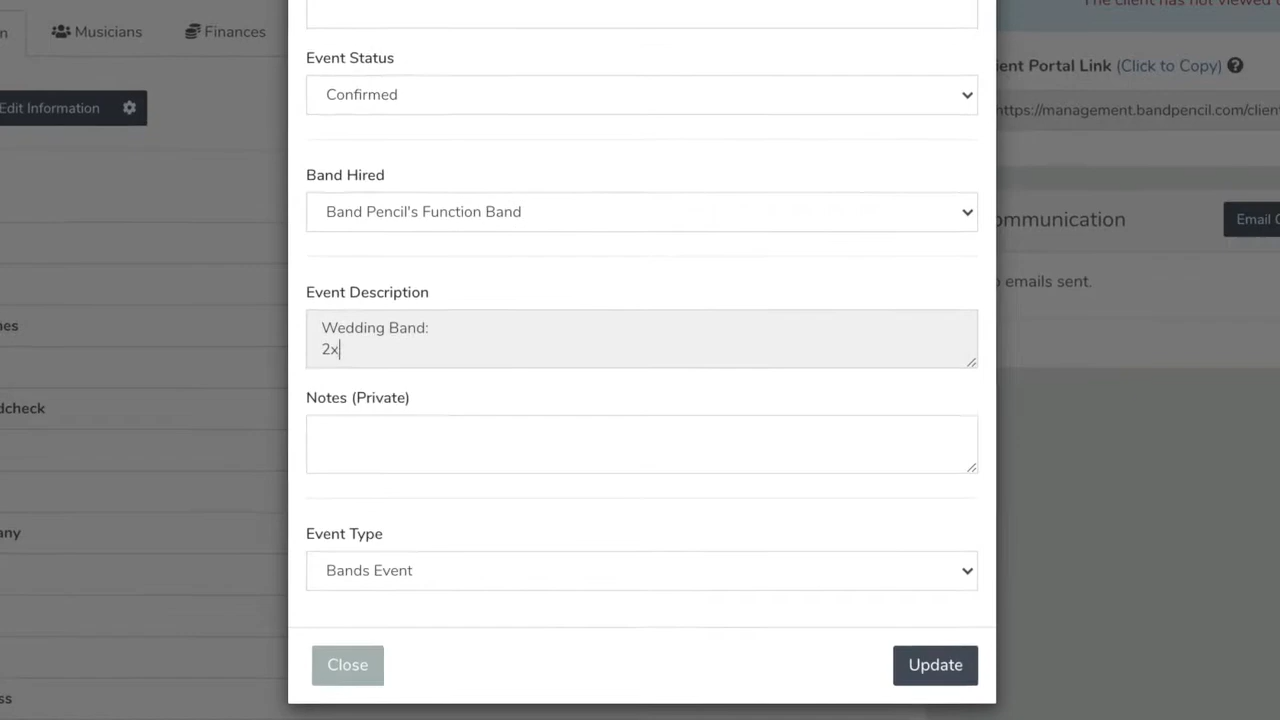 The client has not viewed
n
Musicians
Finances
Edit Information
Event Status
Confirmed
ient Portal Link (Click to Copy)
https://management.bandpencil.com/clien
Band Hired
Band Pencil's Function Band
ommunication
Email
Event Description
Wedding Band:
2x
emails sent.
nes
Notes (Private)
dcheck
Event Type
any
Bands Event
Close
Update
ss